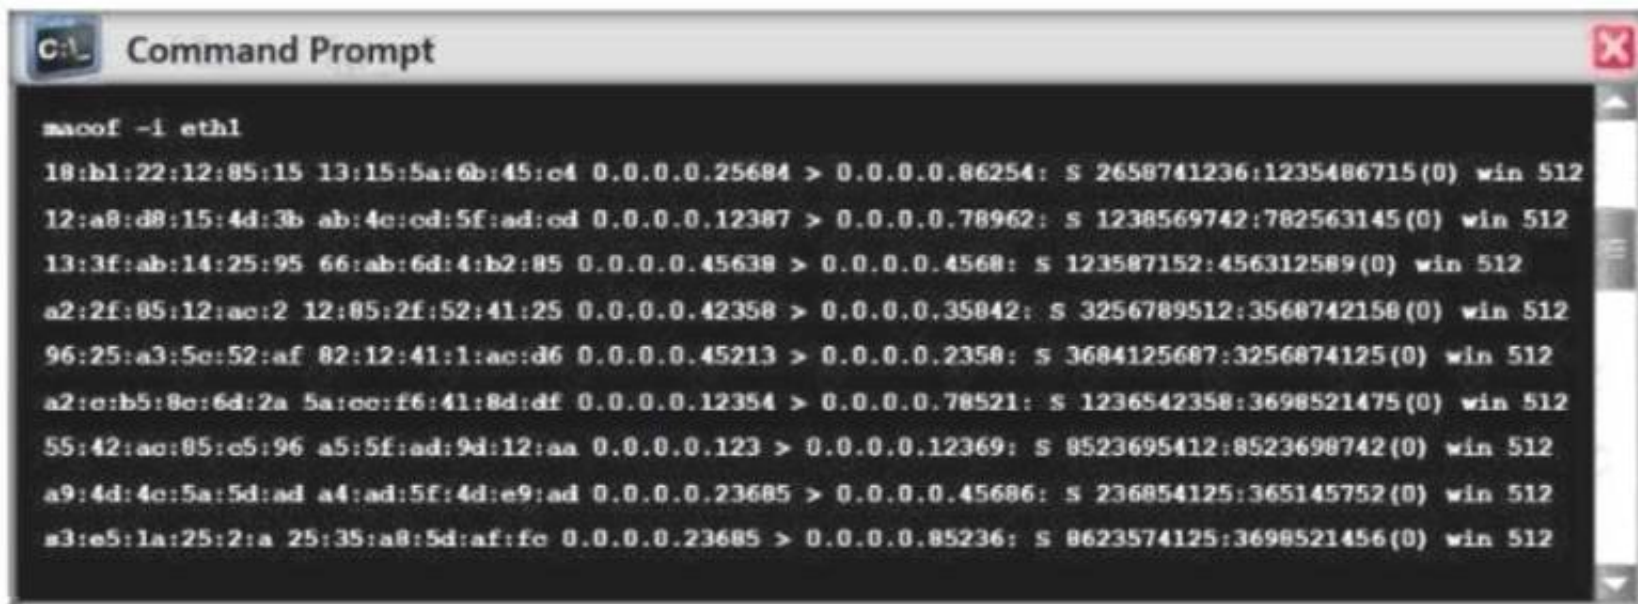 C:\_ Command Prompt
macof -i eth1
18:b1:22:12:85:15 13:15:5a:6b:45:c4 0.0.0.0.25684 > 0.0.0.0.86254: S 2658741236:1235486715(0) win 512
12:a8:d8:15:4d:3b ab:4c:cd:5f:ad:cd 0.0.0.0.12387 > 0.0.0.0.78962: S 1238569742:782563145(0) win 512
13:3f:ab:14:25:95 66:ab:6d:4:b2:85 0.0.0.0.45638 > 0.0.0.0.4568: S 123587152:456312589(0) win 512
a2:2f:85:12:ac:2 12:85:2f:52:41:25 0.0.0.0.42358 > 0.0.0.0.35842: S 3256789512:3568742158(0) win 512
96:25:a3:5c:52:af 82:12:41:1:ac:d6 0.0.0.0.45213 > 0.0.0.0.2358: S 3684125687:3256874125(0) win 512
a2:c:b5:8c:6d:2a 5a:cc:f6:41:8d:df 0.0.0.0.12354 > 0.0.0.0.78521: S 1236542358:3698521475(0) win 512
55:42:ac:85:c5:96 a5:5f:ad:9d:12:aa 0.0.0.0.123 > 0.0.0.0.12369: S 8523695412:8523698742(0) win 512
a9:4d:4c:5a:5d:ad a4:ad:5f:4d:e9:ad 0.0.0.0.23685 > 0.0.0.0.45686: S 236854125:365145752(0) win 512
25:35:a8:5d:af:fc 0.0.0.0.23685 > 0.0.0.0.85236: S 8623574125:3698521456(0) win 512